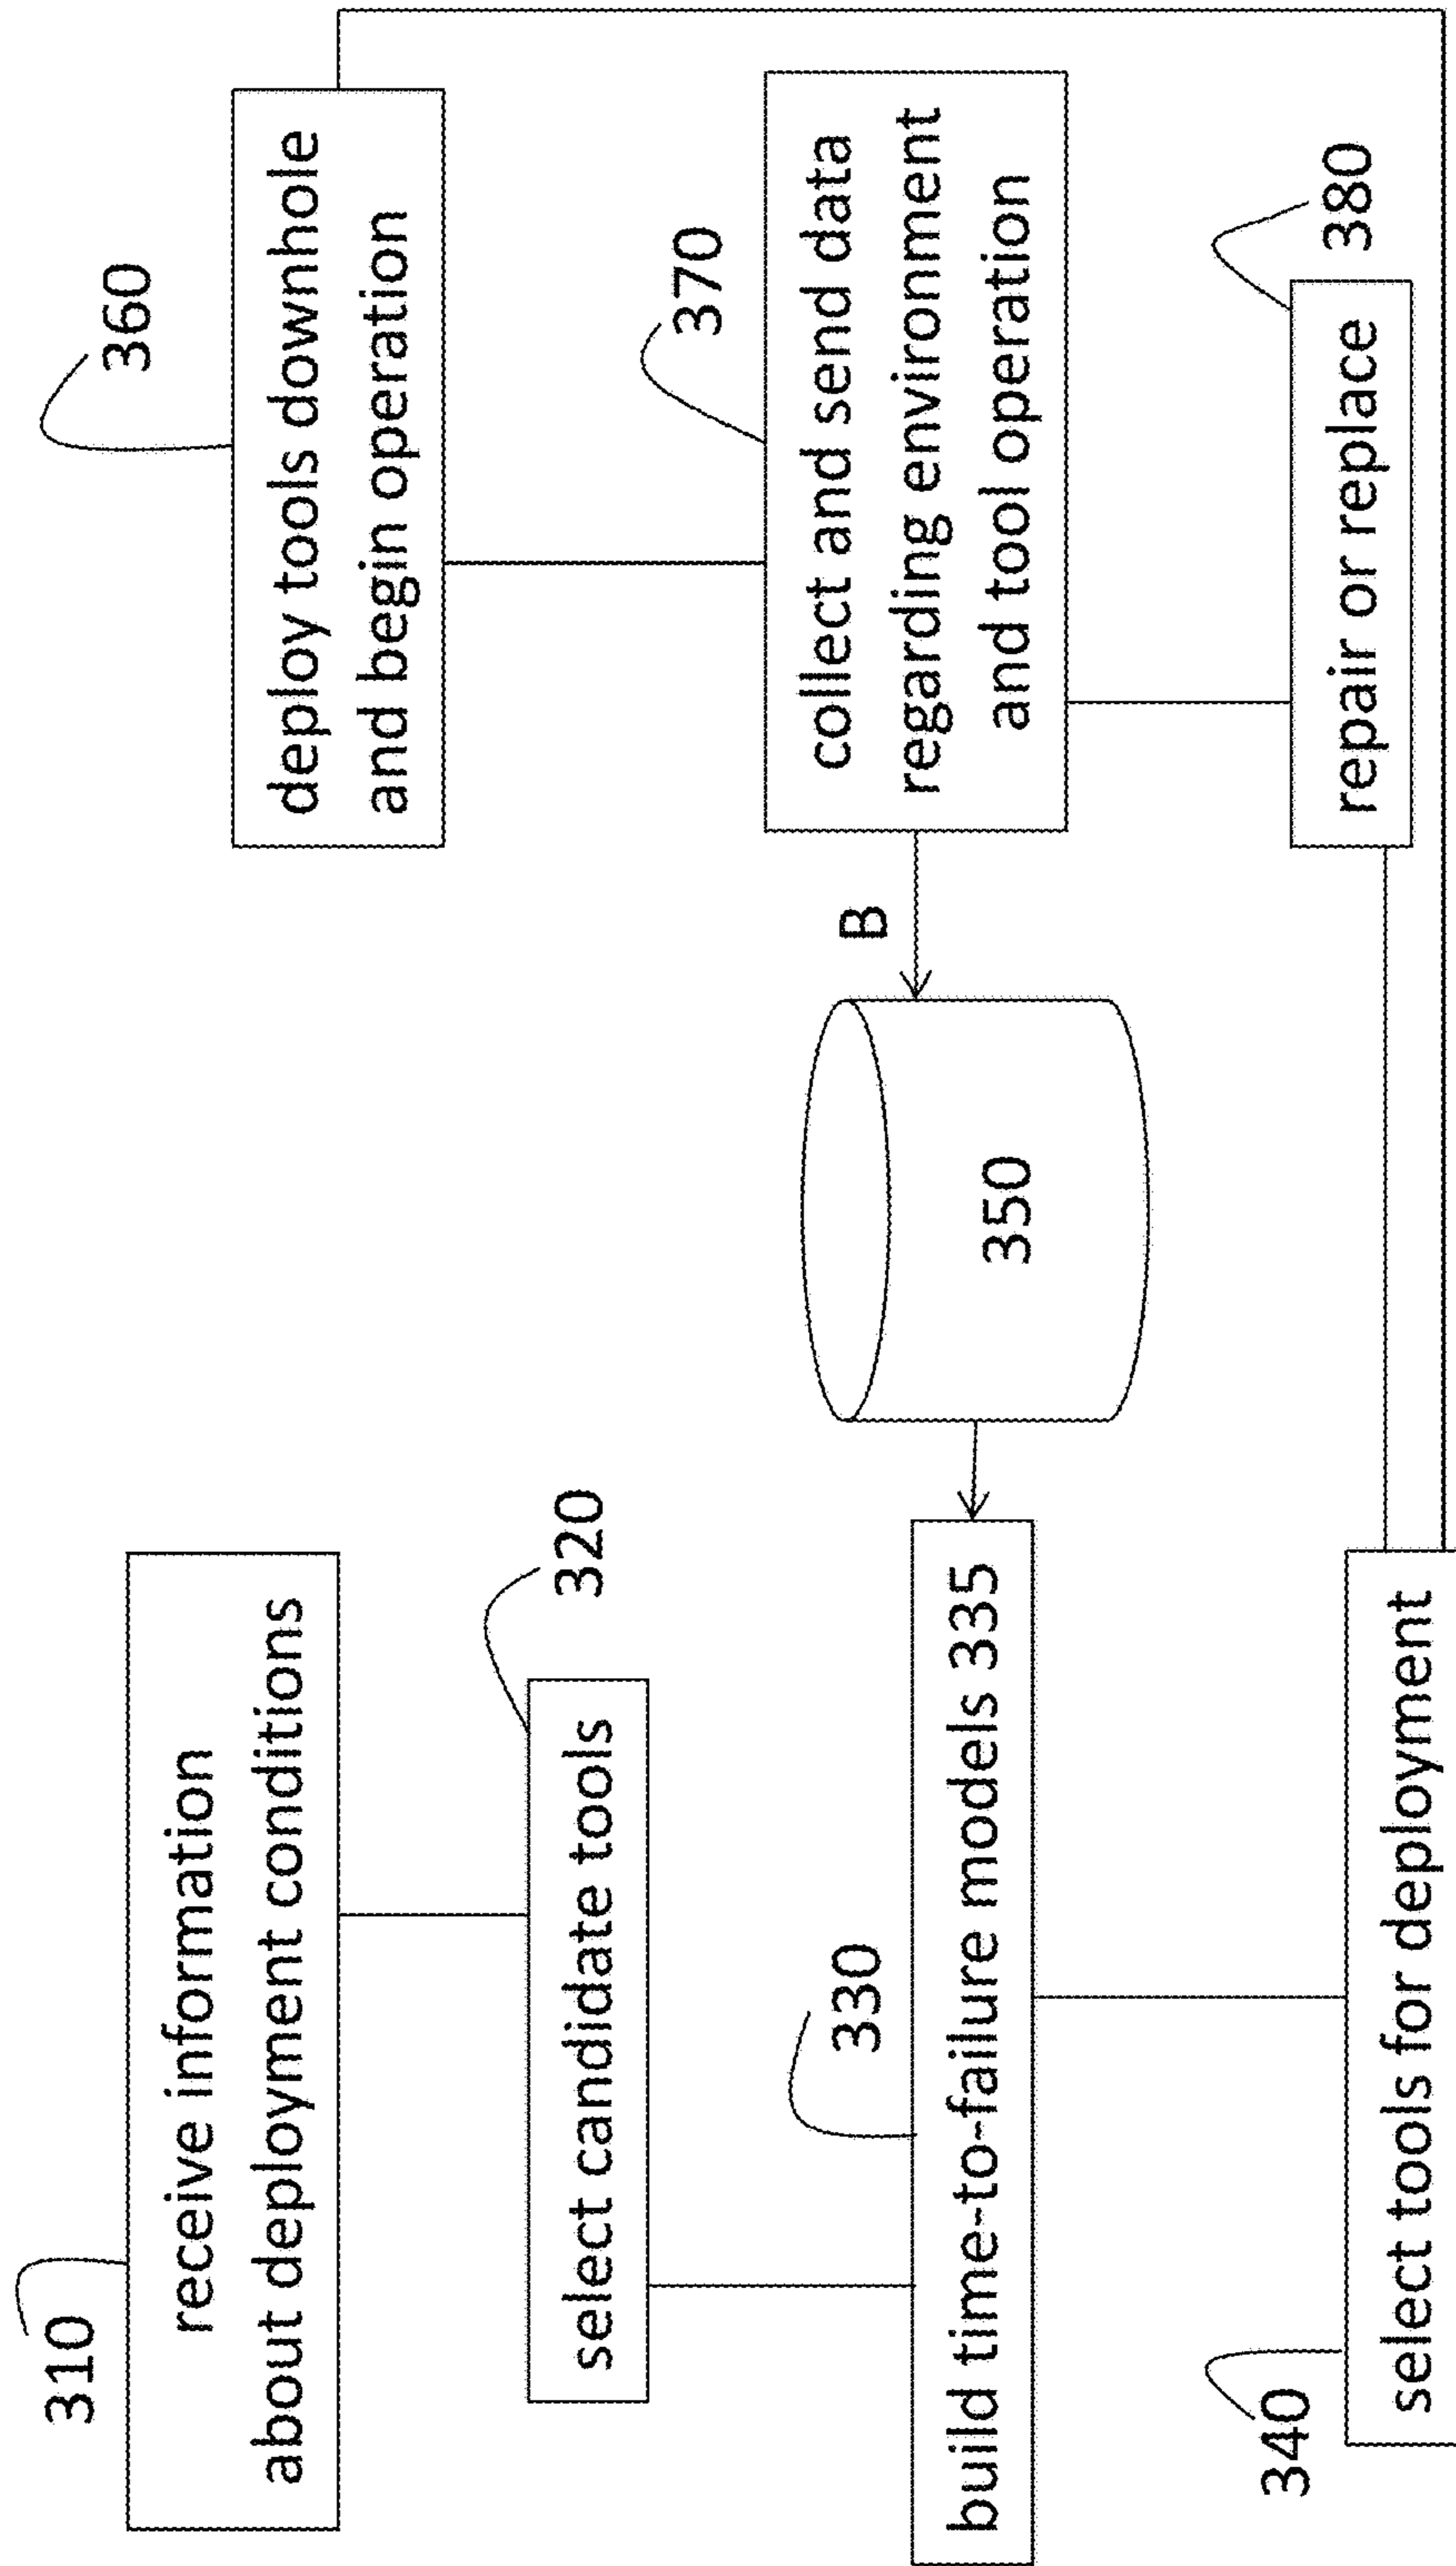 310
receive information
about deployment conditions
320
select candidate tools
330
build time-to-failure models 335
340
select tools for deployment
350
B
360
deploy tools downhole
and begin operation
370
collect and send data
regarding environment
and tool operation
380
repair or replace